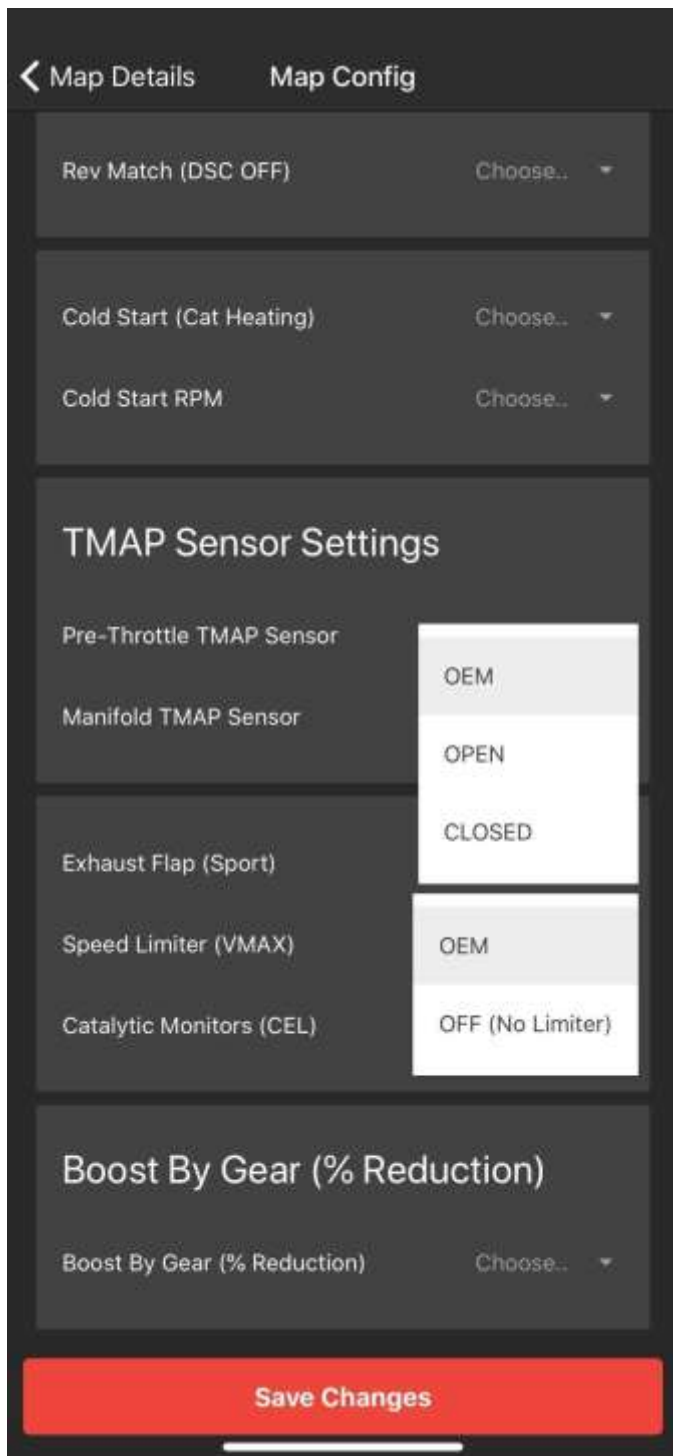 Map Details Map Config
Rev Match (DSC OFF) Choose..
Cold Start (Cat Heating) Choose..
Cold Start RPM Choose..
TMAP Sensor Settings
Pre-Throttle TMAP Sensor
OEM
Manifold TMAP Sensor
OPEN
CLOSED
Exhaust Flap (Sport)
Speed Limiter (VMAX) OEM
Catalytic Monitors (CEL) OFF (No Limiter)
Boost By Gear (% Reduction)
Boost By Gear (% Reduction) Choose..
Save Changes